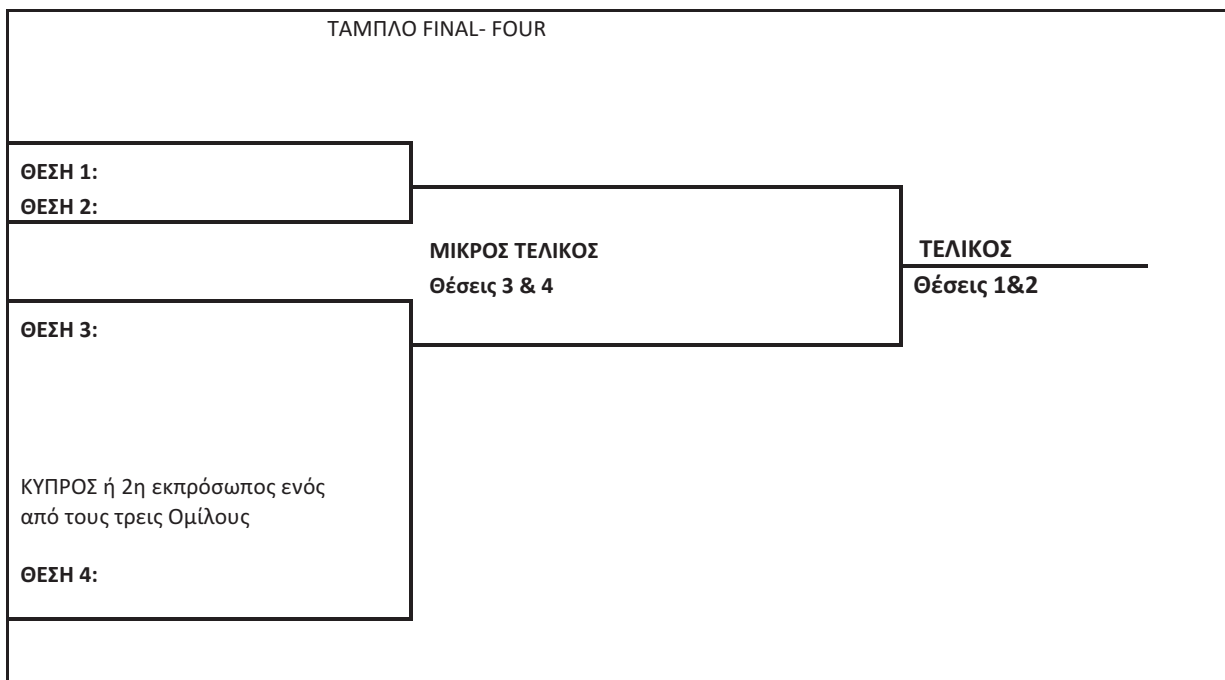 ΤΑΜΠΛΟ FINAL- FOUR
ΘΕΣΗ 1:
ΘΕΣΗ 2:
ΜΙΚΡΟΣ ΤΕΛΙΚΟΣ
Θέσεις 3 & 4
ΤΕΛΙΚΟΣ
Θέσεις 1&2
ΘΕΣΗ 3:
ΚΥΠΡΟΣ ή 2η εκπρόσωπος ενός
από τους τρεις Ομίλους
ΘΕΣΗ 4: